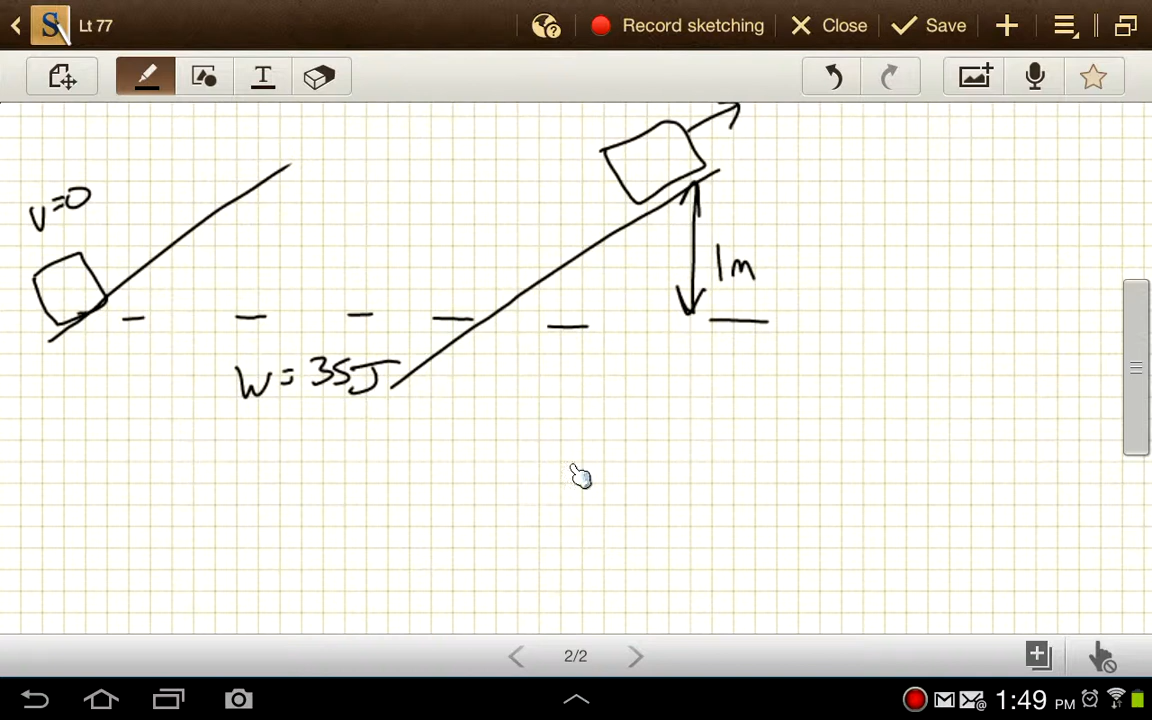 Lt 77
Record sketching
Close
Save
v=0
1m
W = 35J
2/2
1:49 PM